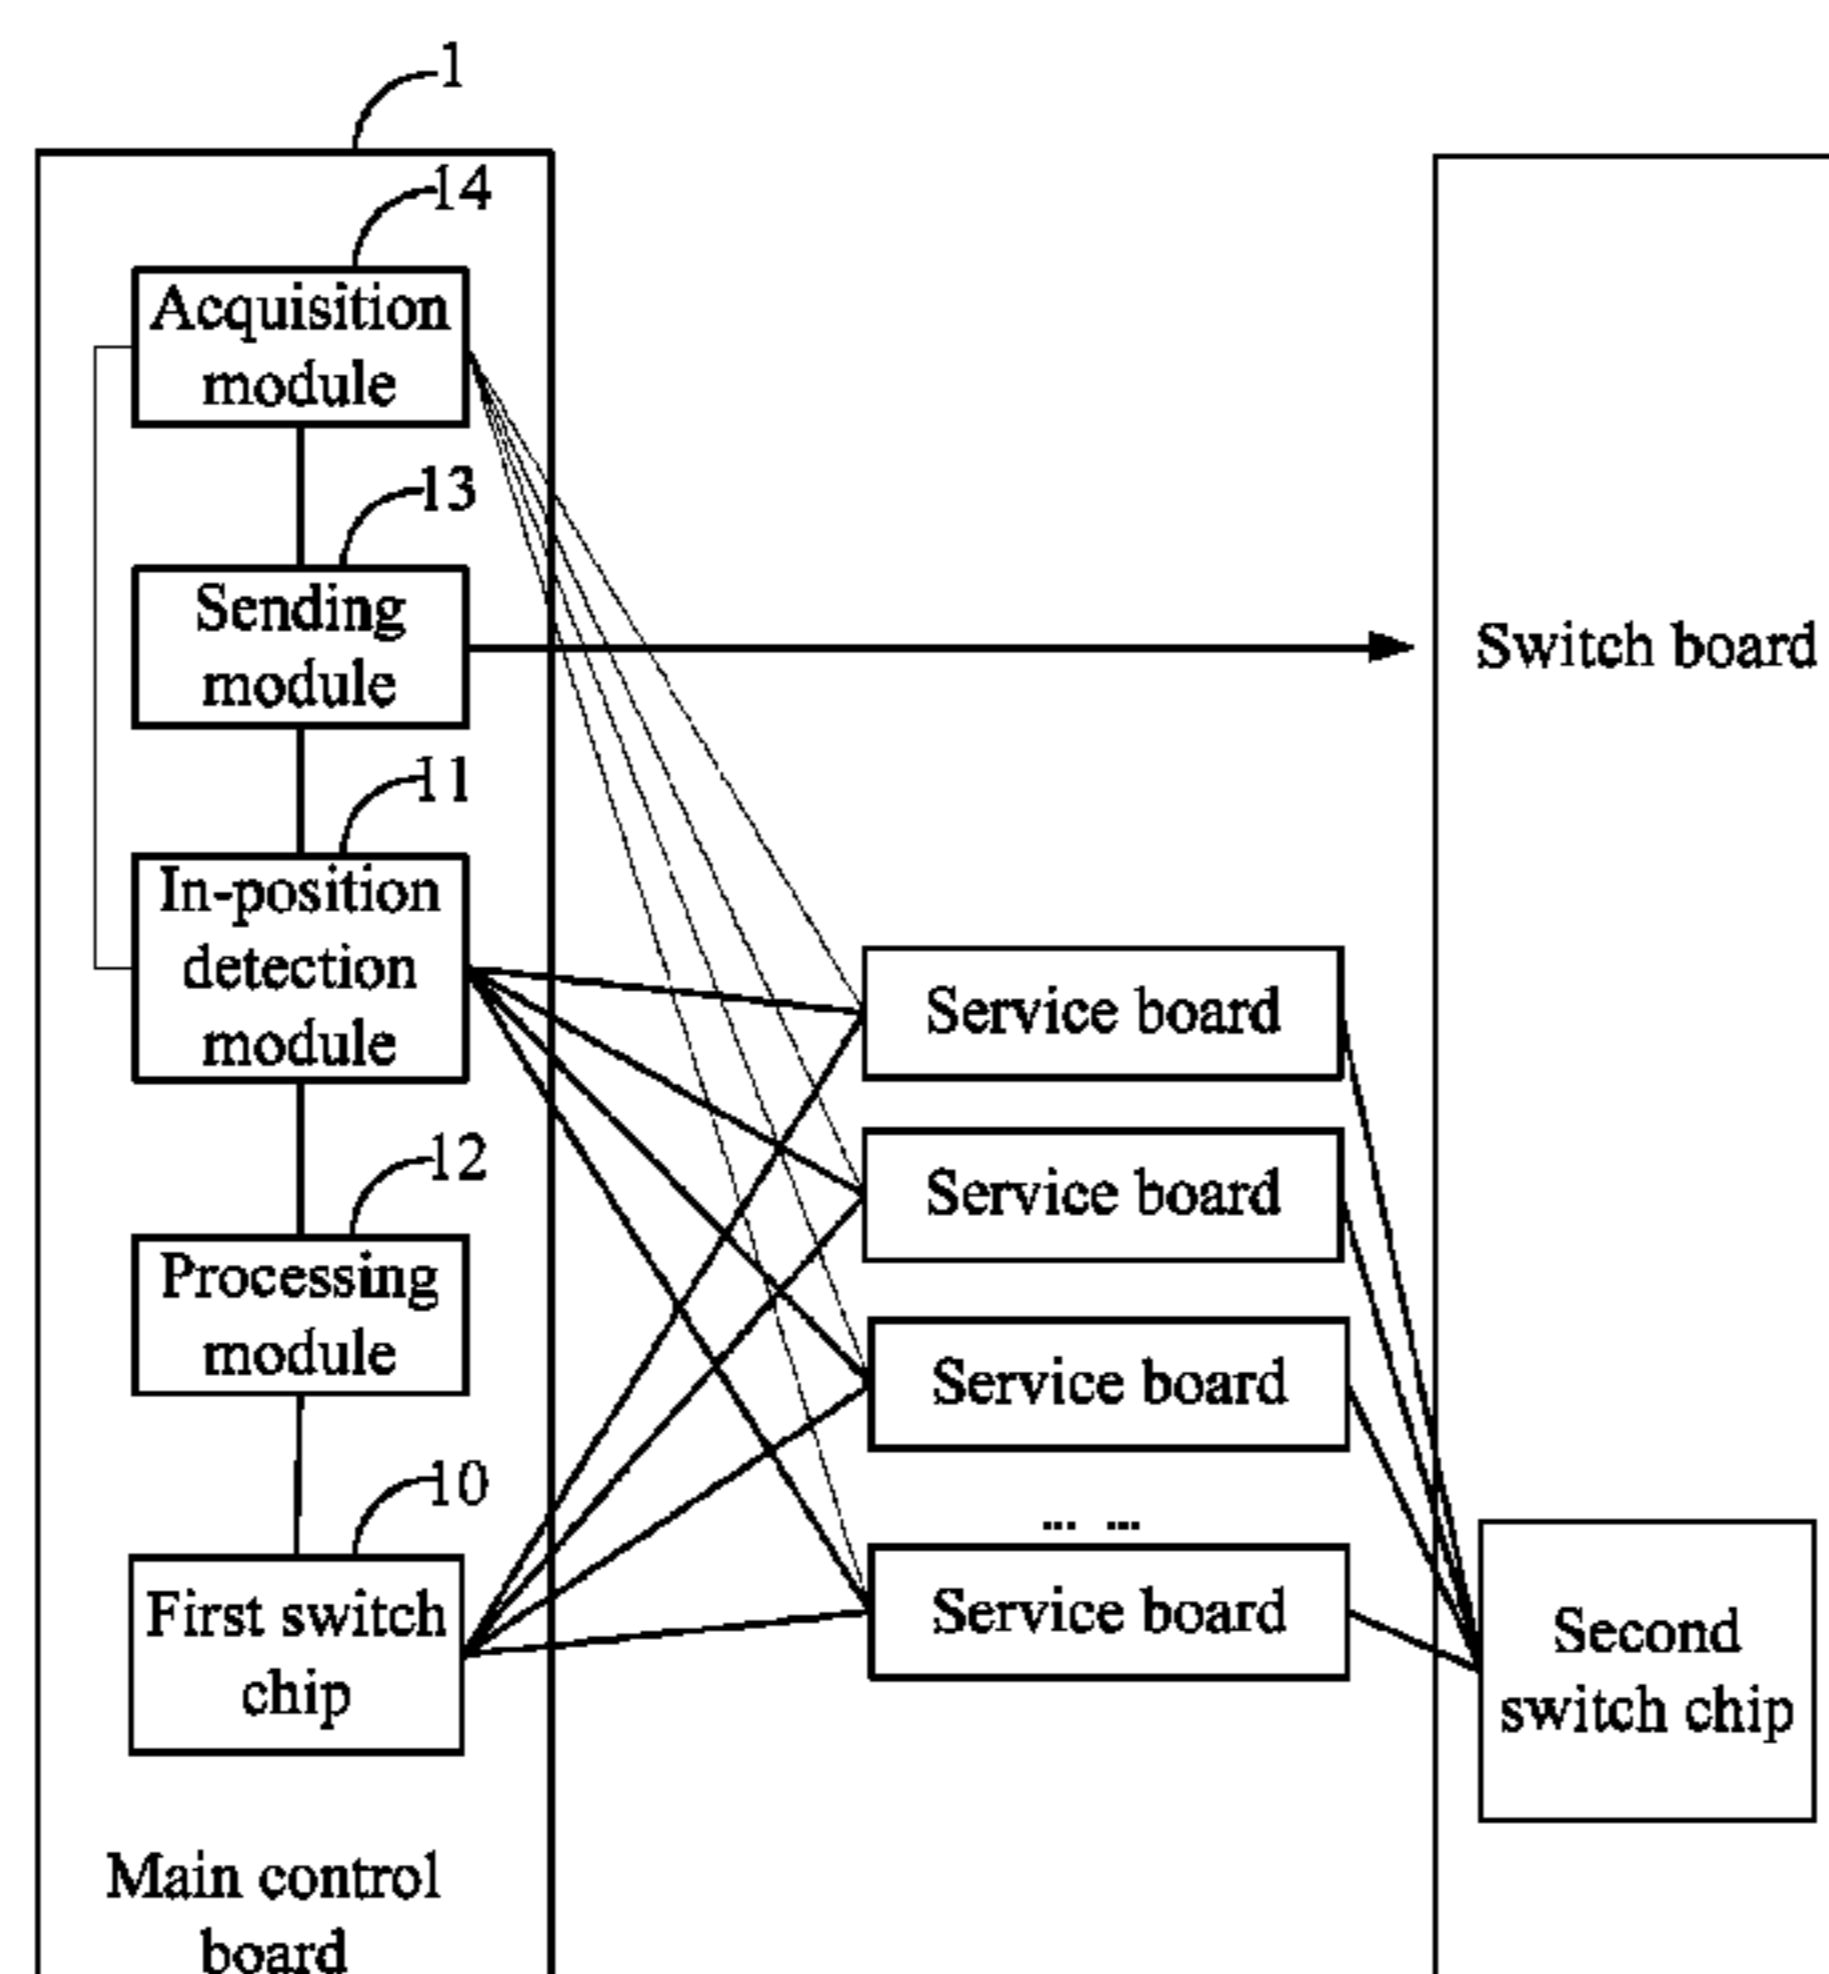 1
14
Acquisition
module
13
Sending
module
Switch board
11
In-position
detection
module
Service board
12
Service board
Processing
module
Service board
10
... ...
First switch
chip
Service board
Second
switch chip
Main control
board